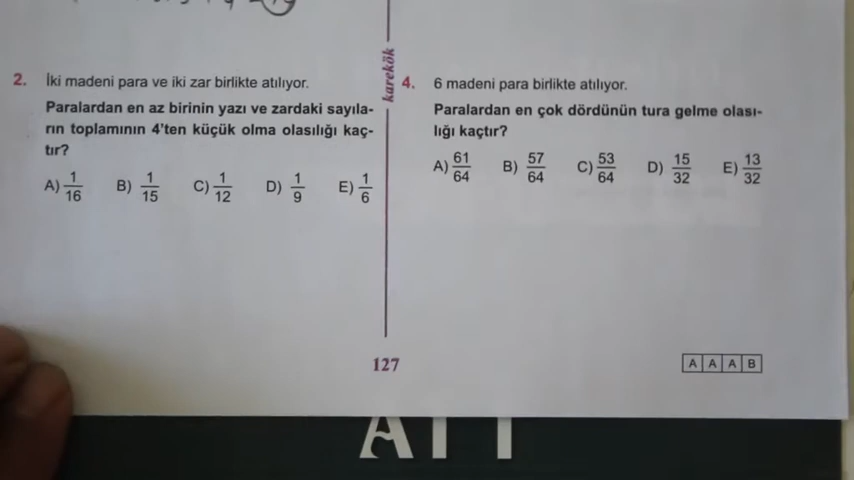 2. İki madeni para ve iki zar birlikte atılıyor.
Paralardan en az birinin yazı ve zardaki sayıla-
rın toplamının 4'ten küçük olma olasılığı kaç-
tır?
A) 1/16 B) 1/15 C) 1/12 D) 1/9 E) 1/6
karekök
4. 6 madeni para birlikte atılıyor.
Paralardan en çok dördünün tura gelme olası-
lığı kaçtır?
A) 61/64 B) 57/64 C) 53/64 D) 15/32 E) 13/32
127
A A A B